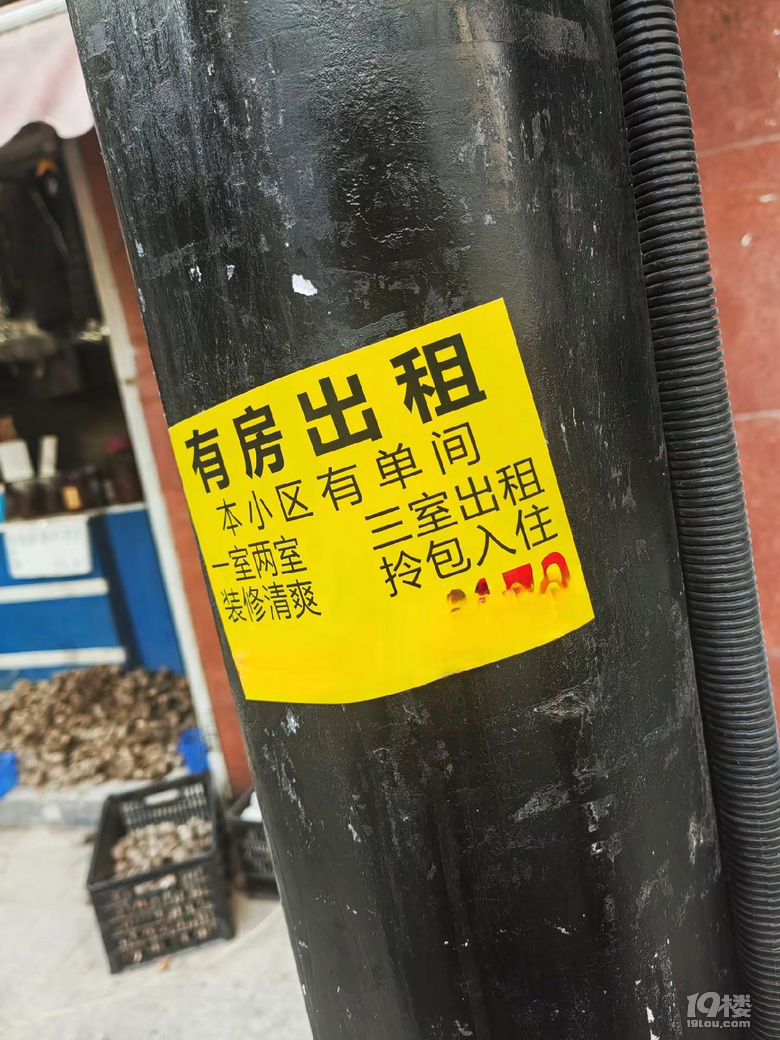 有房出租
本小区有单间
一室两室 三室出租
装修清爽 拎包入住
19楼
19lou.com